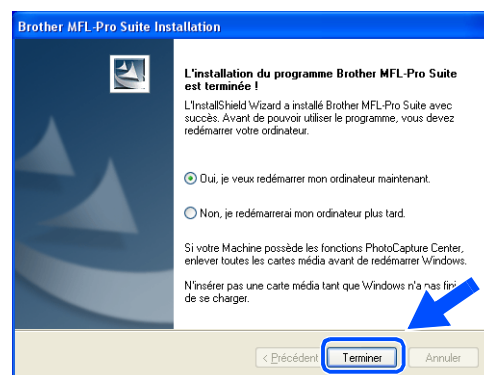 Brother MFL-Pro Suite Installation
L'installation du programme Brother MFL-Pro Suite
est terminée !
L'InstallShield Wizard a installé Brother MFL-Pro Suite avec
succès. Avant de pouvoir utiliser le programme, vous devez
redémarrer votre ordinateur.
Oui, je veux redémarrer mon ordinateur maintenant.
Non, je redémarrerai mon ordinateur plus tard.
Si votre Machine possède les fonctions PhotoCapture Center,
enlever toutes les cartes média avant de redémarrer Windows.
N'insérer pas une carte média tant que Windows n'a pas fini
de se charger.
< Précédent
Terminer
Annuler